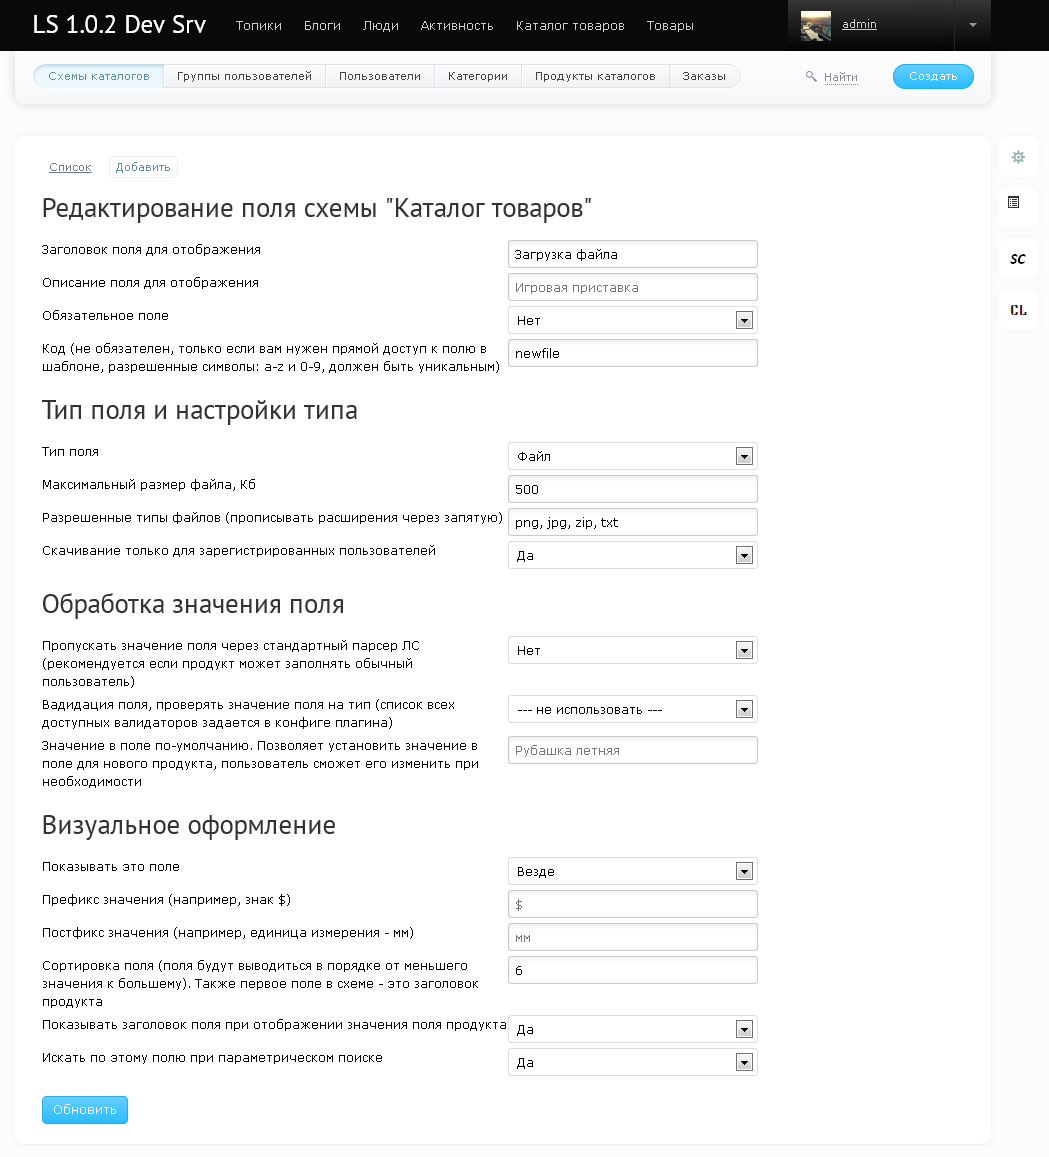 LS 1.0.2 Dev Srv Топики Блоги Люди Активность Каталог товаров Товары admin
Схемы каталогов Группы пользователей Пользователи Категории Продукты каталогов Заказы Найти Создать
Список Добавить
Редактирование поля схемы "Каталог товаров"
Заголовок поля для отображения Загрузка файла
Описание поля для отображения Игровая приставка
Обязательное поле Нет
Код (не обязателен, только если вам нужен прямой доступ к полю в
шаблоне, разрешенные символы: a-z и 0-9, должен быть уникальным) newfile
Тип поля и настройки типа
Тип поля Файл
Максимальный размер файла, Кб 500
Разрешенные типы файлов (прописывать расширения через запятую) png, jpg, zip, txt
Скачивание только для зарегистрированных пользователей Да
Обработка значения поля
Пропускать значение поля через стандартный парсер ЛС Нет
(рекомендуется если продукт может заполнять обычный
пользователь)
Вадидация поля, проверять значение поля на тип (список всех --- не использовать ---
доступных валидаторов задается в конфиге плагина)
Значение в поле по-умолчанию. Позволяет установить значение в Рубашка летняя
поле для нового продукта, пользователь сможет его изменить при
необходимости
Визуальное оформление
Показывать это поле Везде
Префикс значения (например, знак $) $
Постфикс значения (например, единица измерения - мм) мм
Сортировка поля (поля будут выводиться в порядке от меньшего 6
значения к большему). Также первое поле в схеме - это заголовок
продукта
Показывать заголовок поля при отображении значения поля продукта Да
Искать по этому полю при параметрическом поиске Да
Обновить
SC
CL